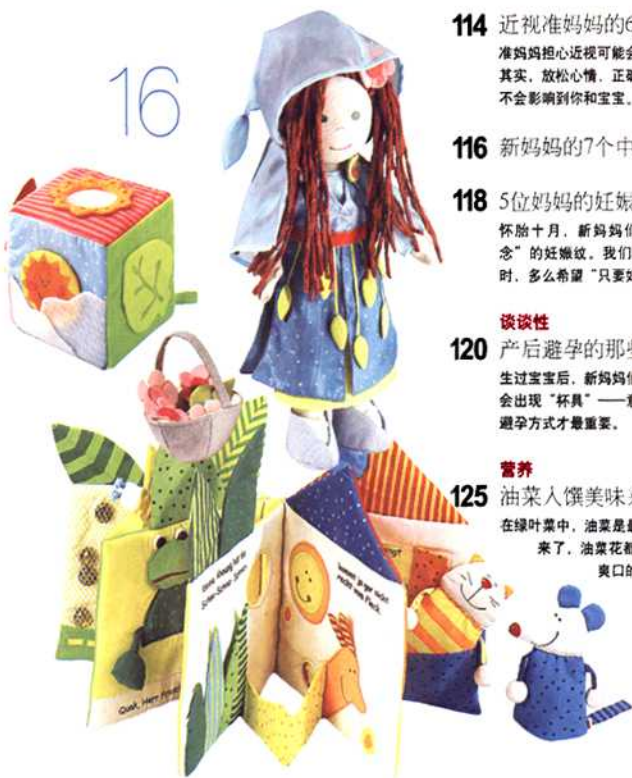 16
114 近视准妈妈的6
准妈妈担心近视可能会
其实，放松心情，正确
不会影响到你和宝宝。
116 新妈妈的7个中
118 5位妈妈的妊娠
怀胎十月，新妈妈们
念”的妊娠纹。我们
时，多么希望“只要如
谈谈性
120 产后避孕的那些
生过宝宝后，新妈妈们
会出现“杯具”——意
避孕方式才最重要。
营养
125 油菜入馔美味
在绿叶菜中，油菜是最
来了，油菜花都
爽口的
Quak, Herr